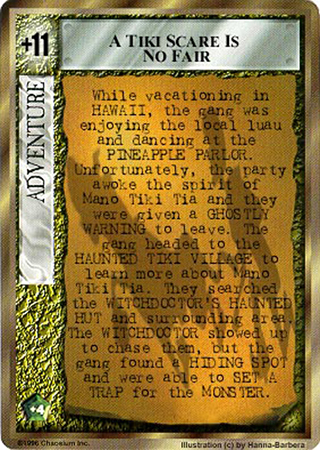 +11
A TIKI SCARE IS
NO FAIR
ADVENTURE
While vacationing in
HAWAII, the gang was
enjoying the local luau
and dancing at the
PINEAPPLE PARLOR.
Unfortunately, the party
awoke the spirit of
Mano Tiki Tia and they
were given a GHOSTLY
WARNING to leave. The
gang headed to the
HAUNTED TIKI VILLAGE to
learn more about Mano
Tiki Tia. They searched
the WITCHDOCTOR'S HAUNTED
HUT and surrounding area.
The WITCHDOCTOR showed up
to chase them, but the
gang found a HIDING SPOT
and were able to SET A
TRAP for the MONSTER.
+4
©1996 Chaosium Inc.
Illustration (c) by Hanna-Barbera